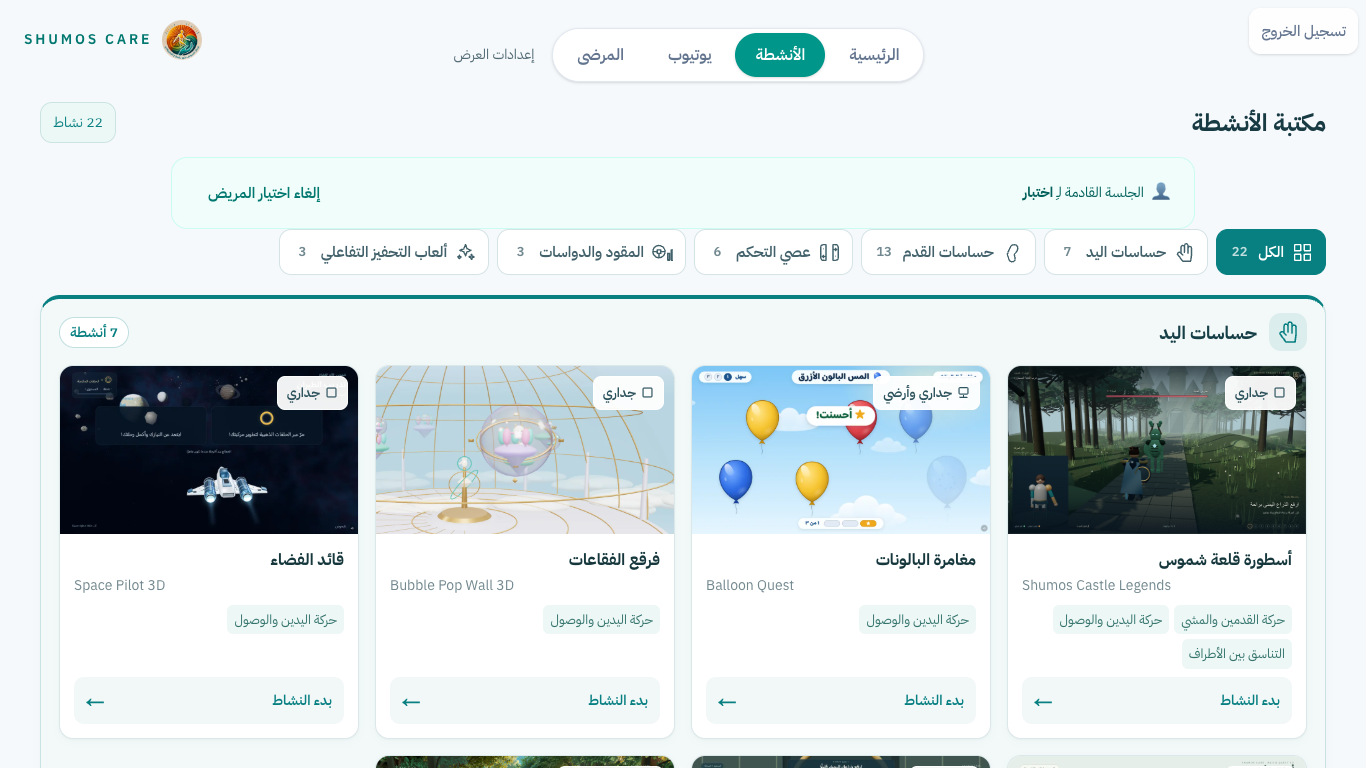 تسجيل الخروج
الرئيسية
الأنشطة
يوتيوب
المرضى
إعدادات العرض
SHUMOS CARE
مكتبة الأنشطة
22 نشاط
الجلسة القادمة لـ اختبار
إلغاء اختيار المريض
الكل 22
حساسات اليد 7
حساسات القدم 13
عصي التحكم 6
المقود والدواسات 3
ألعاب التحفيز التفاعلي 3
حساسات اليد
7 أنشطة
جداري
أسطورة قلعة شموس
Shumos Castle Legends
حركة القدمين والمشي
حركة اليدين والوصول
التناسق بين الأطراف
بدء النشاط
جداري وأرضي
المس البالون الأزرق
سهل
أحسنت!
١ من ٣
مغامرة البالونات
Balloon Quest
حركة اليدين والوصول
بدء النشاط
جداري
فرقع الفقاعات
Bubble Pop Wall 3D
حركة اليدين والوصول
بدء النشاط
جداري
قائد الفضاء
Space Pilot 3D
حركة اليدين والوصول
بدء النشاط